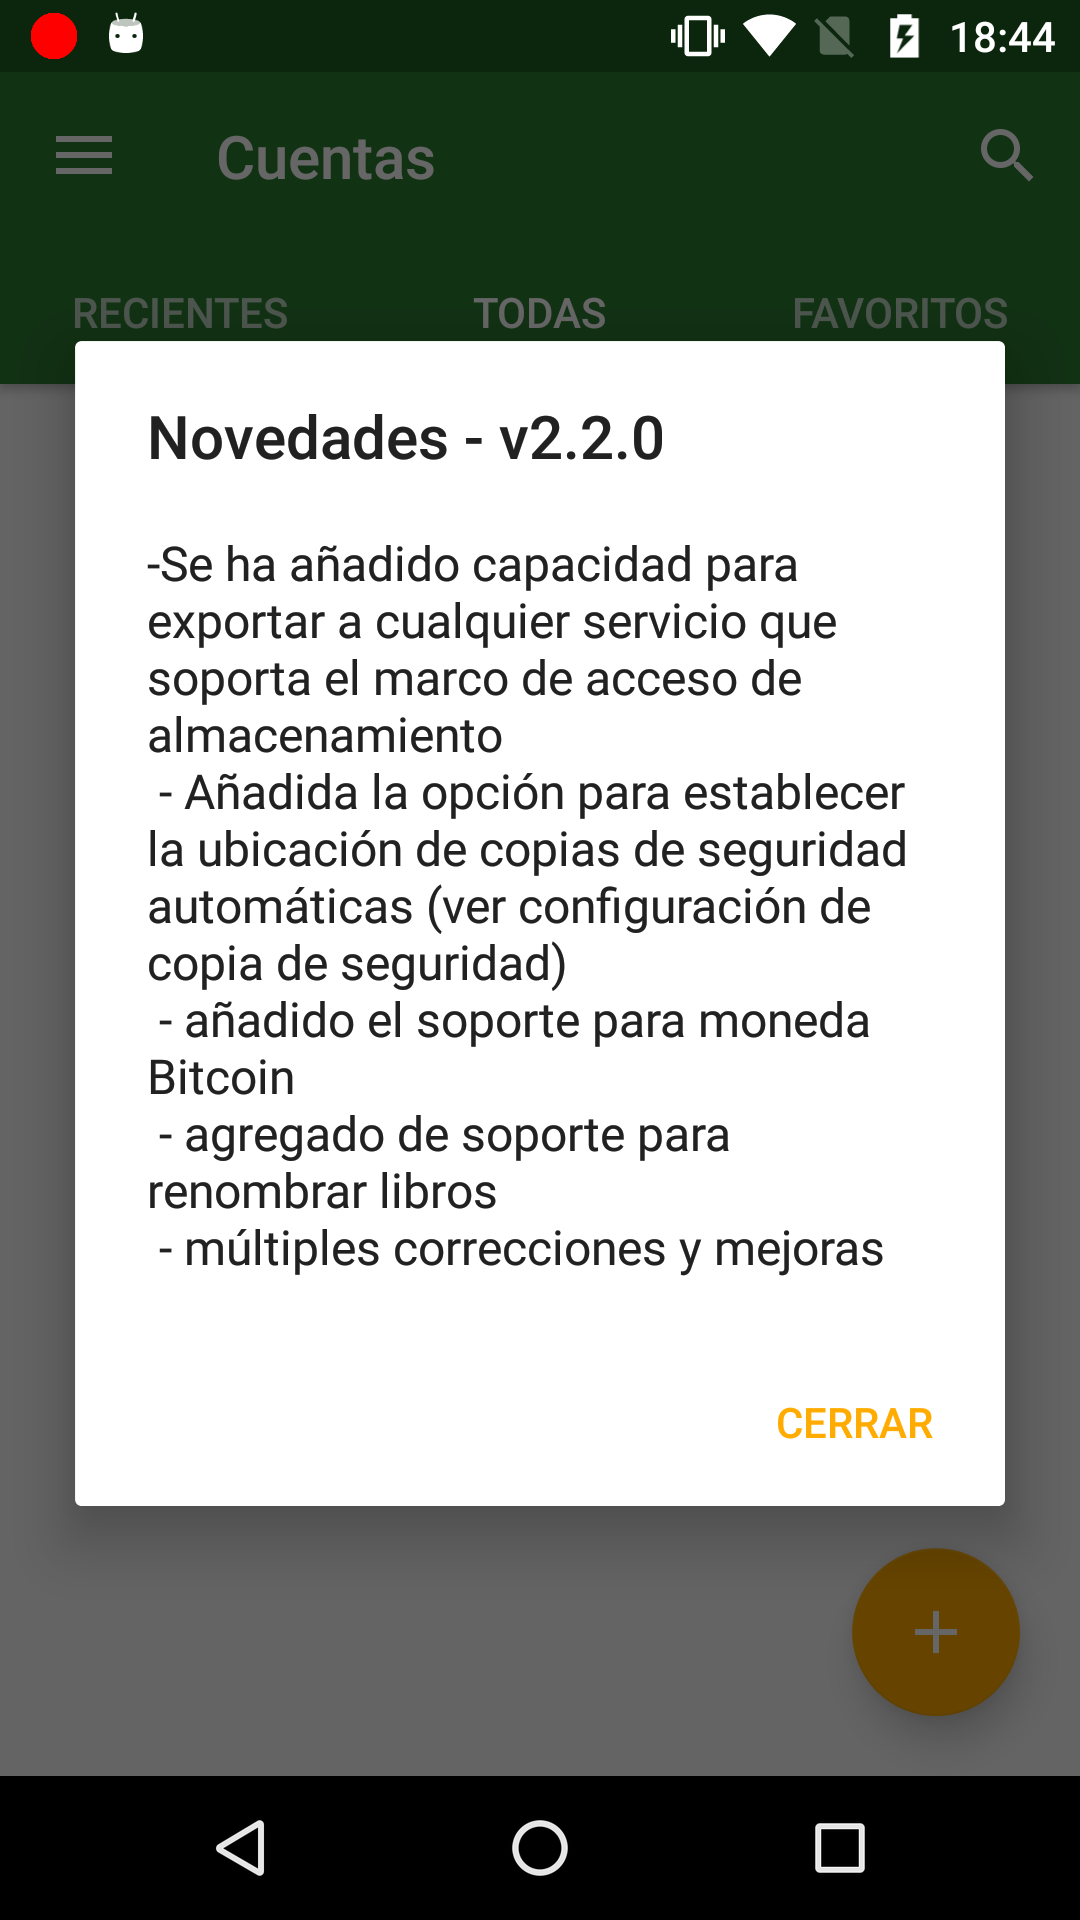 18:44
Cuentas
RECIENTES TODAS FAVORITOS
Novedades - v2.2.0
-Se ha añadido capacidad para
exportar a cualquier servicio que
soporta el marco de acceso de
almacenamiento
- Añadida la opción para establecer
la ubicación de copias de seguridad
automáticas (ver configuración de
copia de seguridad)
- añadido el soporte para moneda
Bitcoin
- agregado de soporte para
renombrar libros
- múltiples correcciones y mejoras
CERRAR